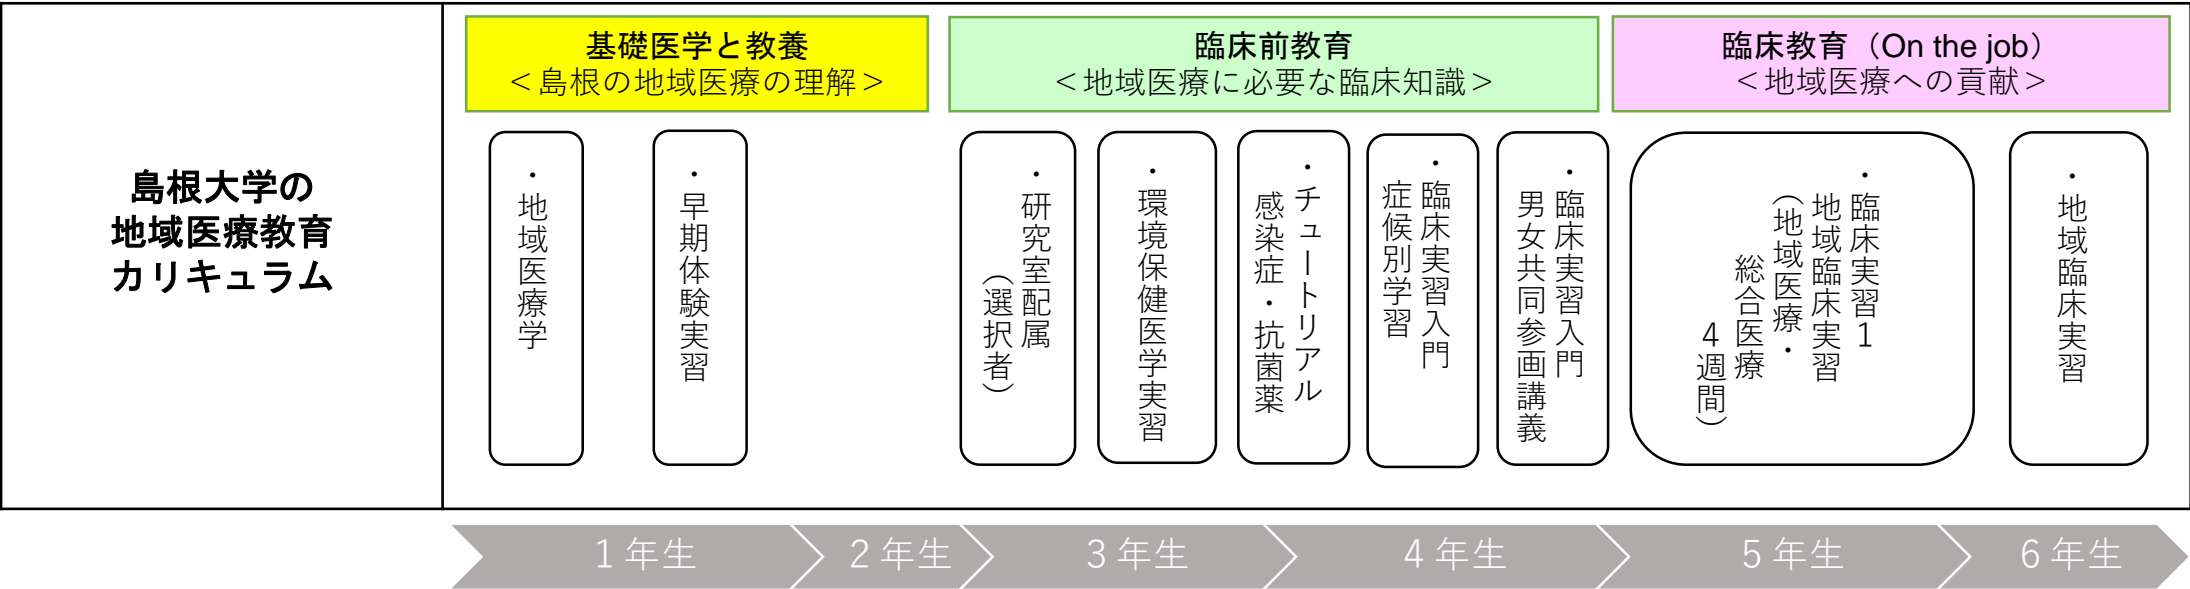 島根大学の
地域医療教育
カリキュラム
基礎医学と教養
＜島根の地域医療の理解＞
臨床前教育
＜地域医療に必要な臨床知識＞
臨床教育（On the job）
＜地域医療への貢献＞
・地域医療学
・早期体験実習
・研究室配属
（選択者）
・環境保健医学実習
・チュートリアル
感染症・抗菌薬
・臨床実習入門
症候別学習
・臨床実習入門
男女共同参画講義
・臨床実習1
地域臨床実習
（地域医療・
総合医療
4週間）
・地域臨床実習
1年生
2年生
3年生
4年生
5年生
6年生